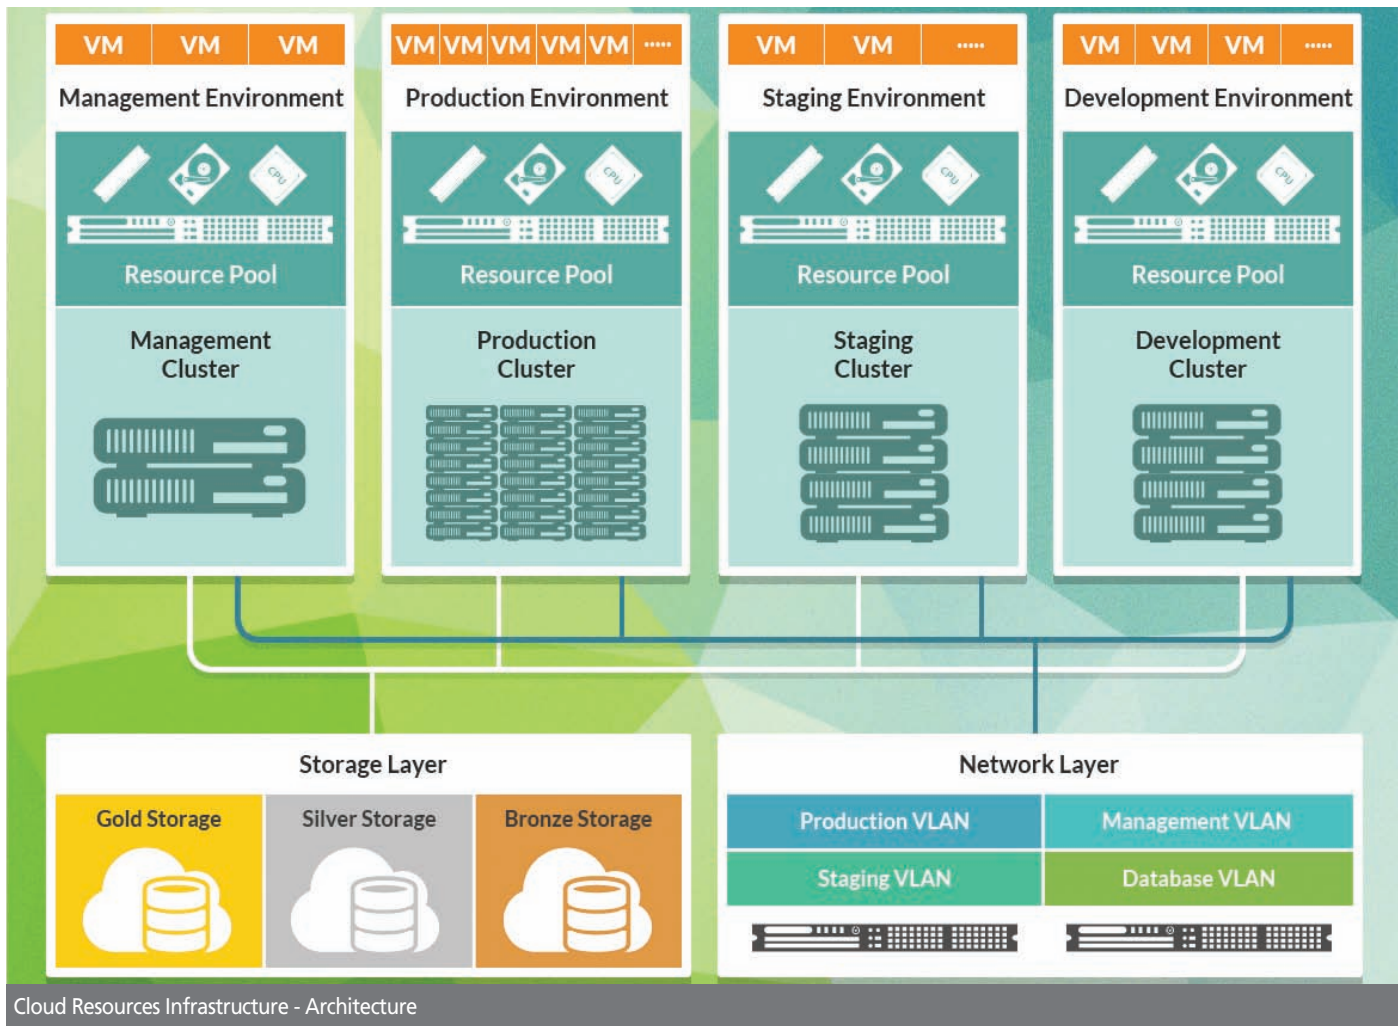 VM VM VM
Management Environment
CPU
Resource Pool
Management
Cluster
VM VM VM VM VM .....
Production Environment
CPU
Resource Pool
Production
Cluster
VM VM .....
Staging Environment
CPU
Resource Pool
Staging
Cluster
VM VM VM .....
Development Environment
CPU
Resource Pool
Development
Cluster
Storage Layer
Gold Storage
Silver Storage
Bronze Storage
Network Layer
Production VLAN
Management VLAN
Staging VLAN
Database VLAN
Cloud Resources Infrastructure - Architecture